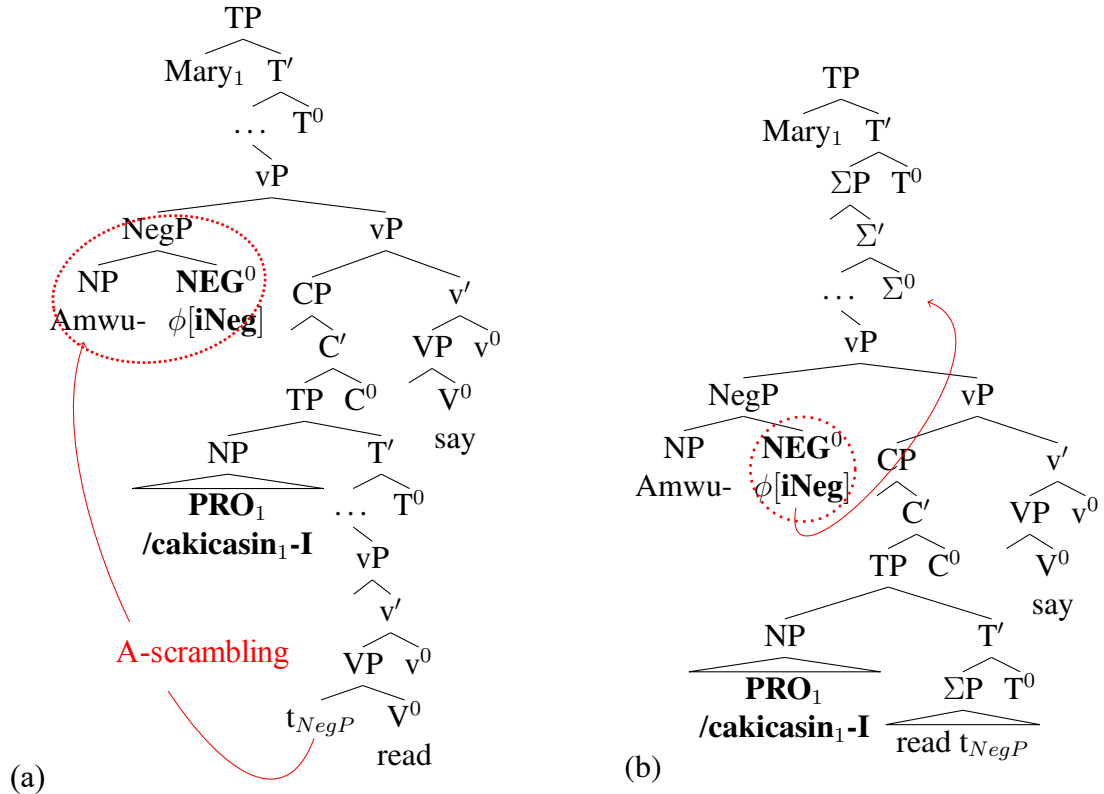 TP
Mary₁ T′
… T⁰
vP
NegP vP
NP NEG⁰ CP v′
Amwu- ϕ[iNeg]
C′ VP v⁰
TP C⁰ V⁰
say
NP T′
PRO₁ … T⁰
/cakicasin₁-I
vP
v′
A-scrambling
VP v⁰
t_NegP V⁰
read
(a)
TP
Mary₁ T′
ΣP T⁰
Σ′
… Σ⁰
vP
NegP vP
NP NEG⁰ CP v′
Amwu- ϕ[iNeg]
C′ VP v⁰
TP C⁰ V⁰
say
NP T′
PRO₁ ΣP T⁰
/cakicasin₁-I read t_NegP
(b)